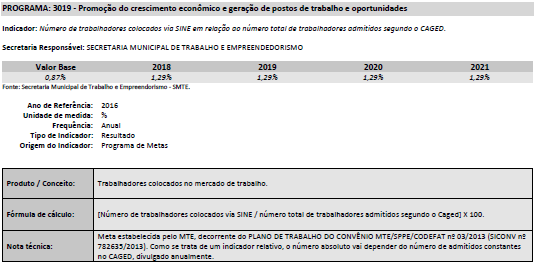 PROGRAMA: 3019 - Promoção do crescimento econômico e geração de postos de trabalho e oportunidades
Indicador: Número de trabalhadores colocados via SINE em relação ao número total de trabalhadores admitidos segundo o CAGED.
Secretaria Responsável: SECRETARIA MUNICIPAL DE TRABALHO E EMPREENDEDORISMO
Valor Base 2018 2019 2020 2021
0,87% 1,29% 1,29% 1,29% 1,29%
Fonte: Secretaria Municipal de Trabalho e Empreendorismo - SMTE.
Ano de Referência: 2016
Unidade de medida: %
Frequência: Anual
Tipo de Indicador: Resultado
Origem do Indicador: Programa de Metas
Produto / Conceito: Trabalhadores colocados no mercado de trabalho.
Fórmula de cálculo: [Número de trabalhadores colocados via SINE / número total de trabalhadores admitidos segundo o Caged] X 100.
Nota técnica: Meta estabelecida pelo MTE, decorrente do PLANO DE TRABALHO DO CONVÊNIO MTE/SPPE/CODEFAT nº 03/2013 (SICONV nº
782635/2013). Como se trata de um indicador relativo, o número absoluto vai depender do número de admitidos constantes
no CAGED, divulgado anualmente.